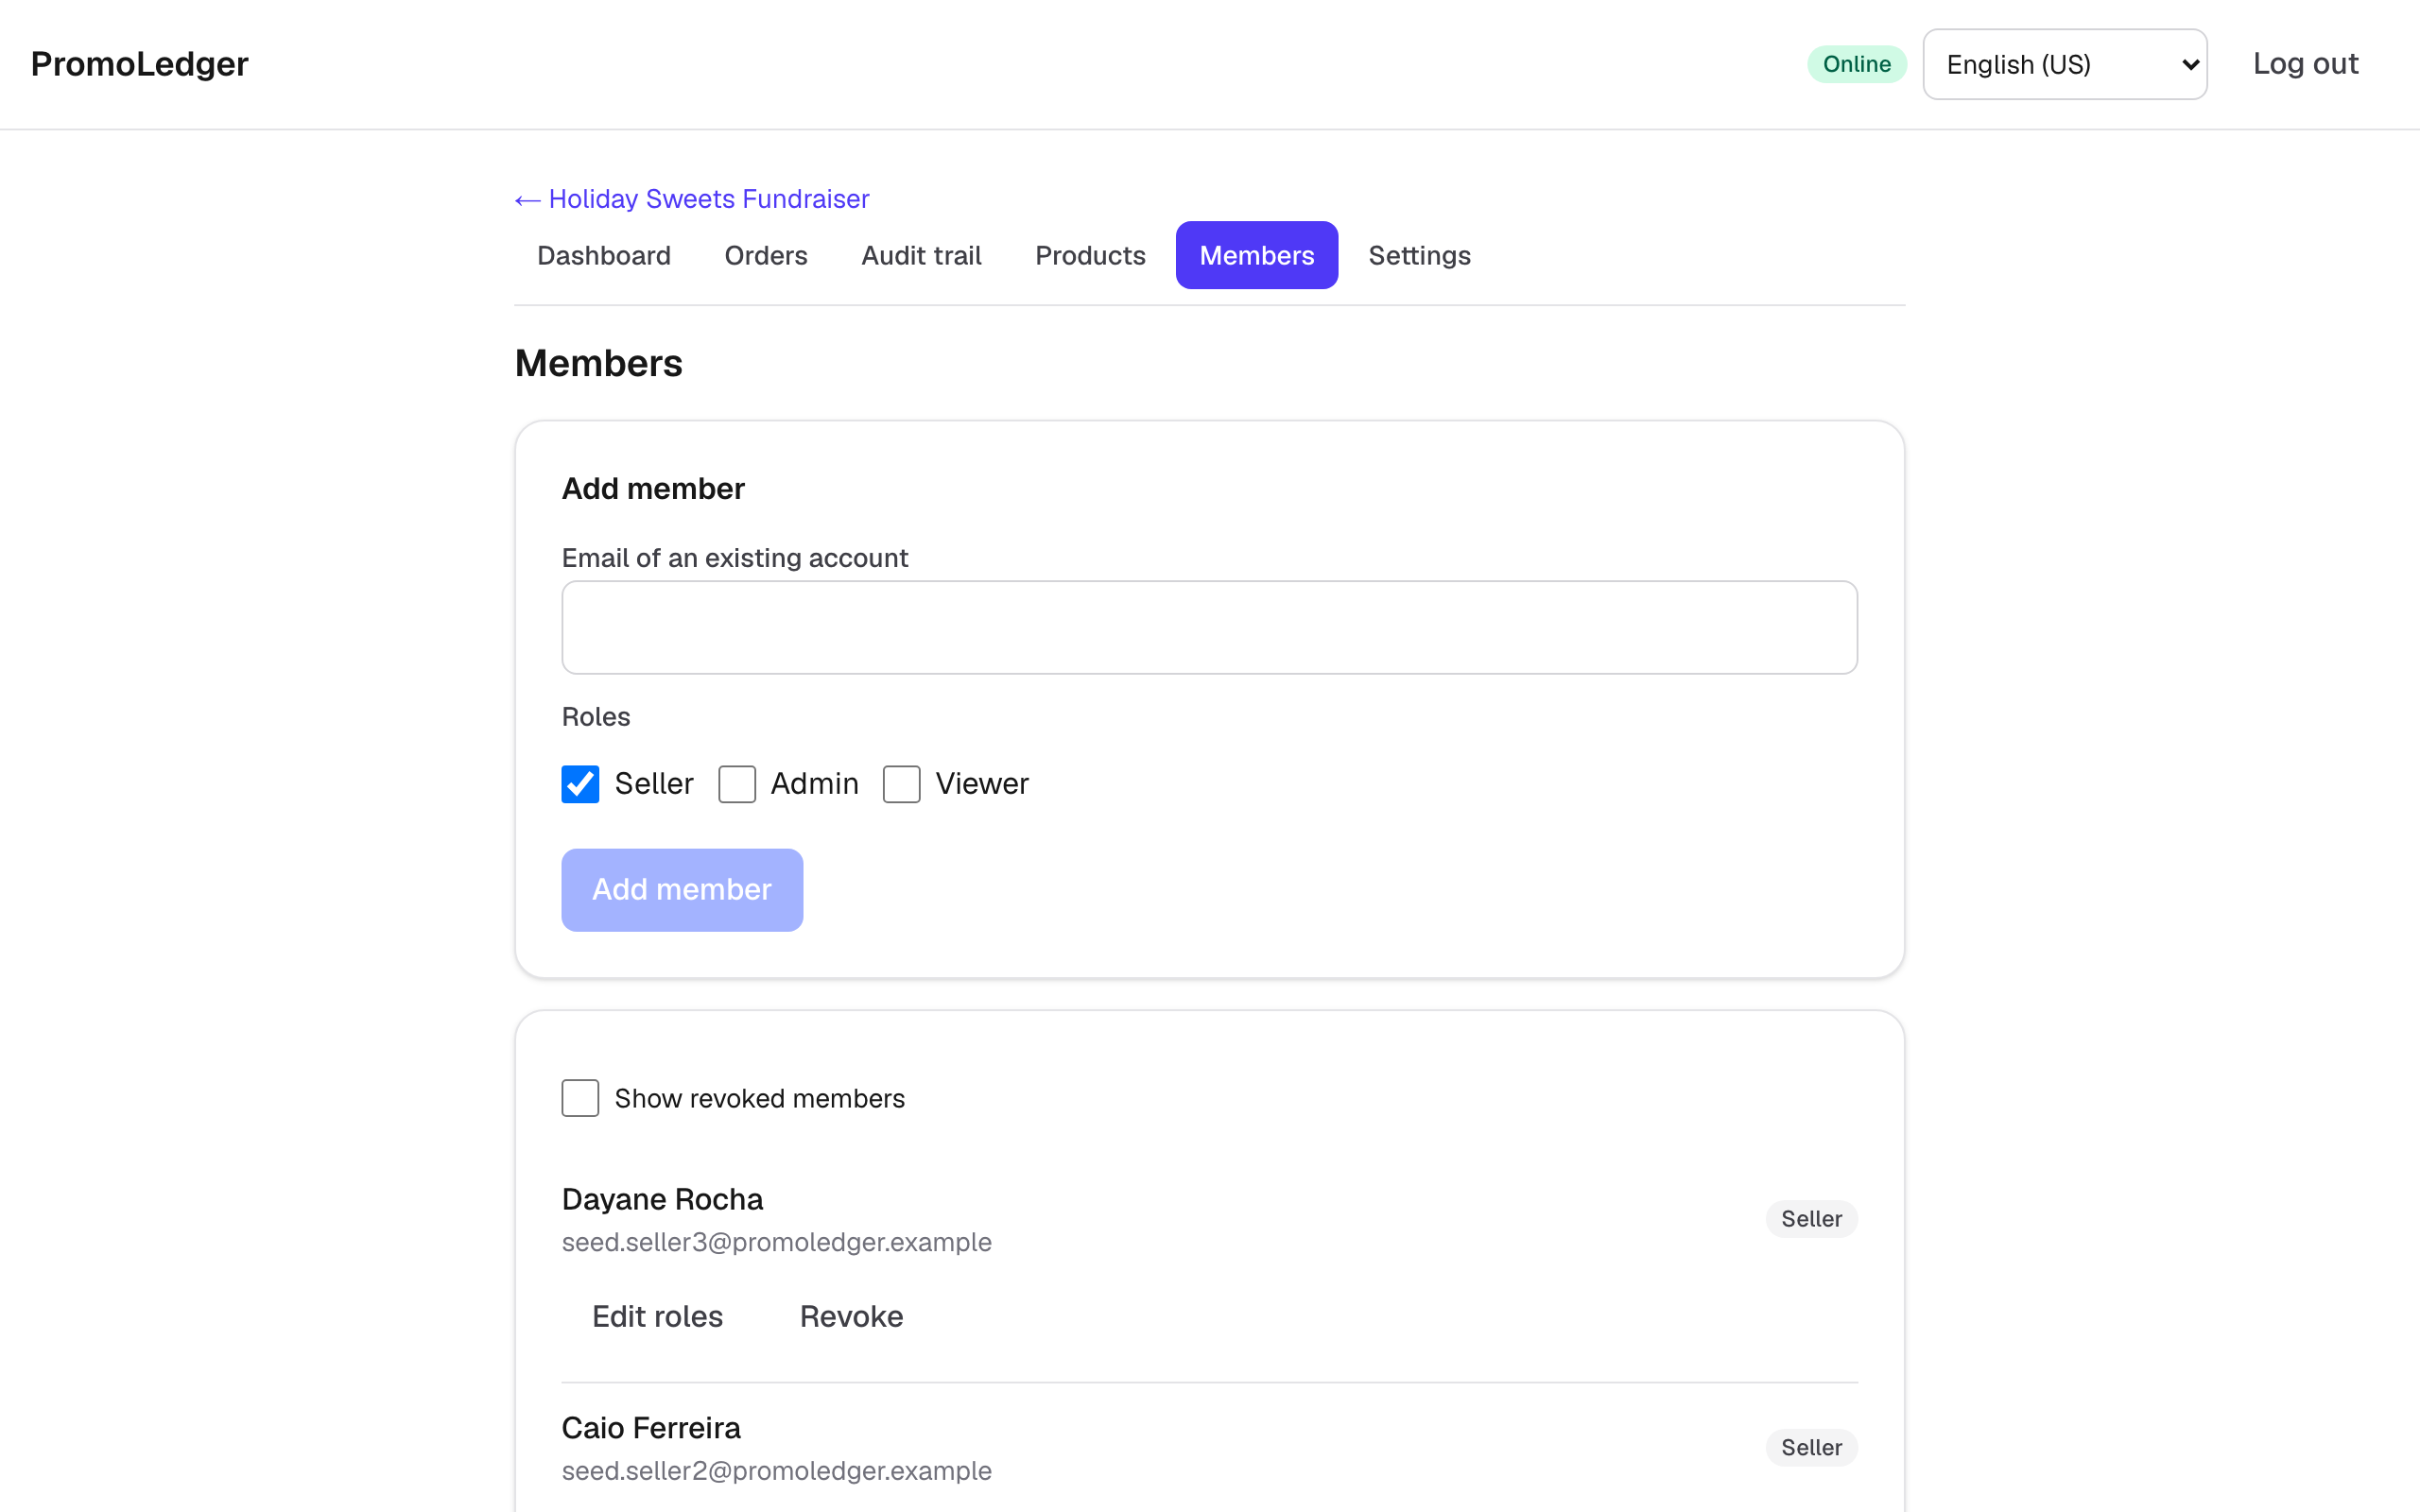 PromoLedger
Online
English (US)
Log out
← Holiday Sweets Fundraiser
Dashboard Orders Audit trail Products Members Settings
Members
Add member
Email of an existing account
Roles
Seller Admin Viewer
Add member
Show revoked members
Dayane Rocha
seed.seller3@promoledger.example
Seller
Edit roles Revoke
Caio Ferreira
seed.seller2@promoledger.example
Seller